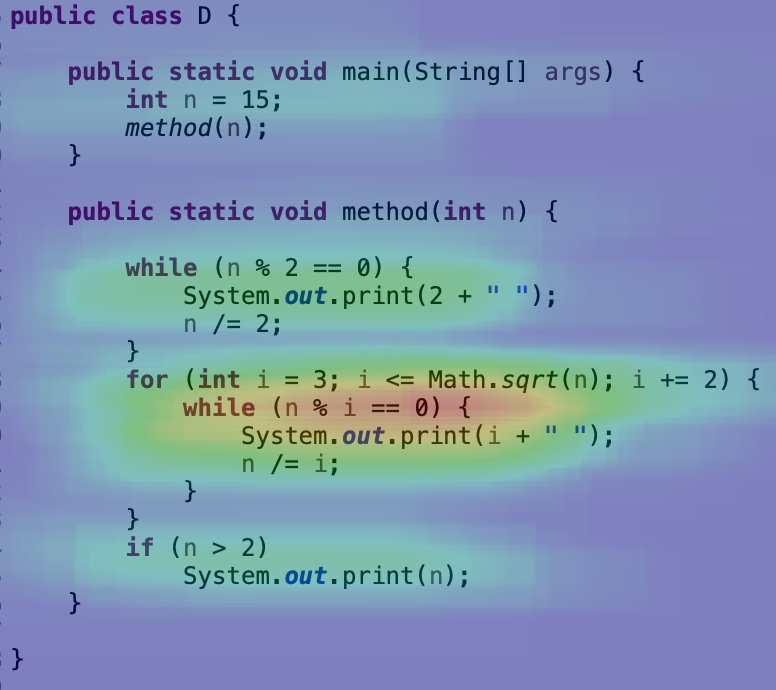 public class D {
    public static void main(String[] args) {
        int n = 15;
        method(n);
    }
    public static void method(int n) {
        while (n % 2 == 0) {
            System.out.print(2 + " ");
            n /= 2;
        }
        for (int i = 3; i <= Math.sqrt(n); i += 2) {
            while (n % i == 0) {
                System.out.print(i + " ");
                n /= i;
            }
        }
        if (n > 2)
            System.out.print(n);
    }
}